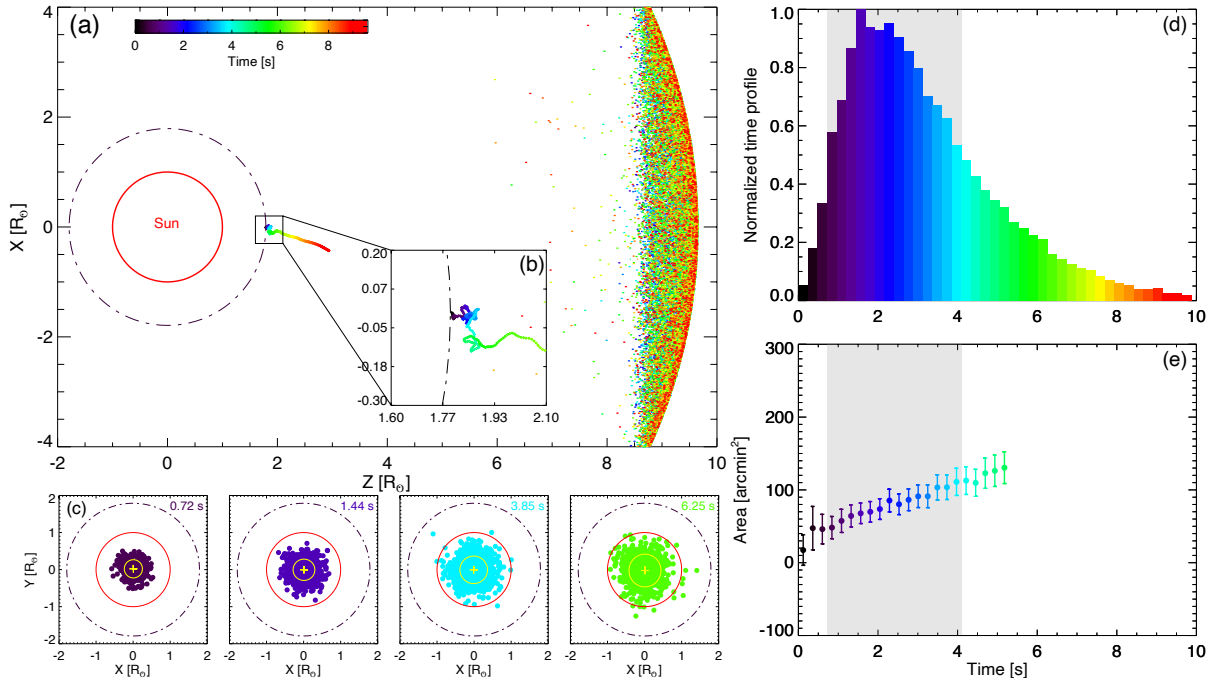 (a)
0 2 4 6 8
Time [s]
Sun
X [R⊙]
4
2
0
-2
-4
-2 0 2 4 6 8 10
Z [R⊙]
(b)
0.20
0.07
-0.05
-0.18
-0.30
1.60 1.77 1.93 2.10
(c)
0.72 s
1.44 s
3.85 s
6.25 s
Y [R⊙]
2
1
0
-1
-2
-2 -1 0 1 2
X [R⊙]
-2 -1 0 1 2
X [R⊙]
-2 -1 0 1 2
X [R⊙]
-2 -1 0 1 2
X [R⊙]
(d)
Normalized time profile
1.0
0.8
0.6
0.4
0.2
0.0
0 2 4 6 8 10
(e)
Area [arcmin²]
300
200
100
0
-100
0 2 4 6 8 10
Time [s]